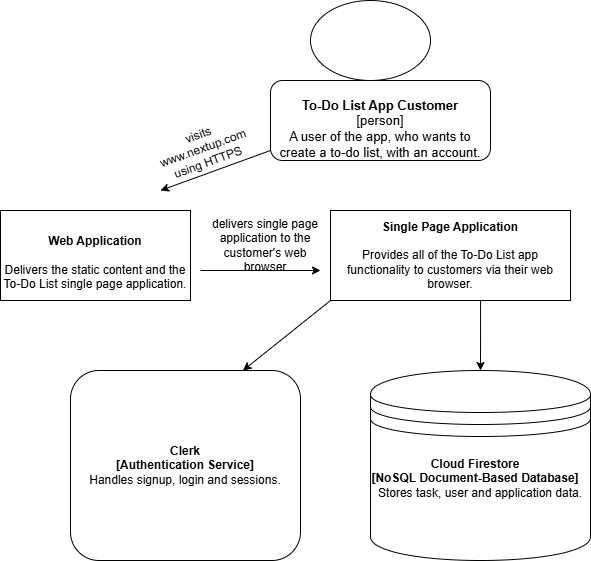 To-Do List App Customer
[person]
A user of the app, who wants to
create a to-do list, with an account.
visits
www.nextup.com
using HTTPS
Web Application
Delivers the static content and the
To-Do List single page application.
delivers single page
application to the
customer's web
browser
Single Page Application
Provides all of the To-Do List app
functionality to customers via their web
browser.
Clerk
[Authentication Service]
Handles signup, login and sessions.
Cloud Firestore
[NoSQL Document-Based Database]
Stores task, user and application data.